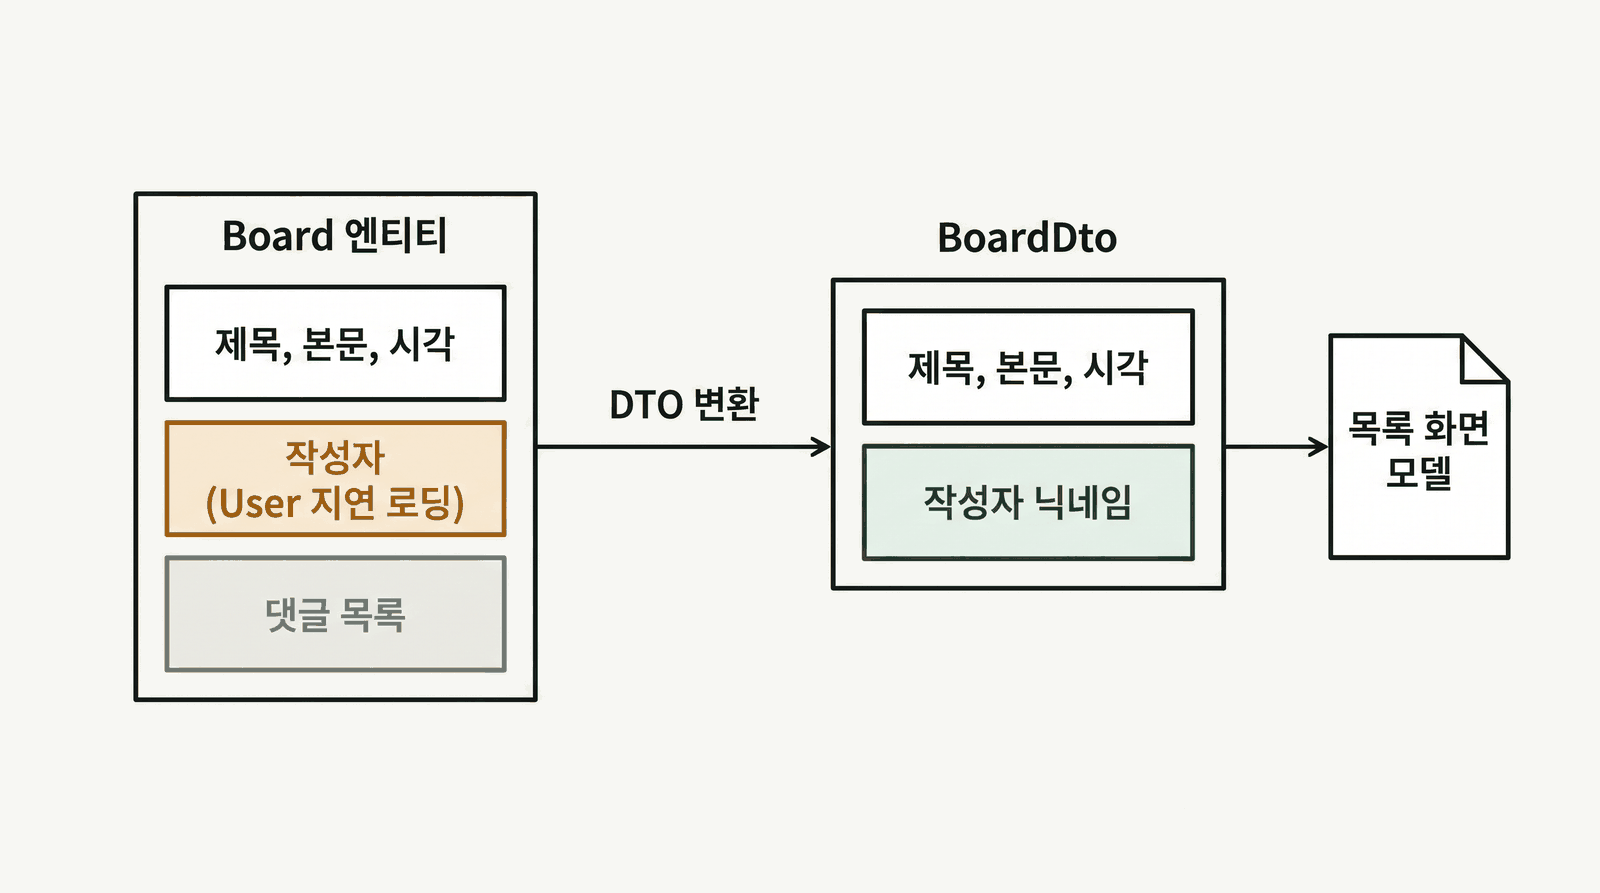 Board 엔티티
제목, 본문, 시각
작성자
(User 지연 로딩)
댓글 목록
DTO 변환
BoardDto
제목, 본문, 시각
작성자 닉네임
목록 화면
모델